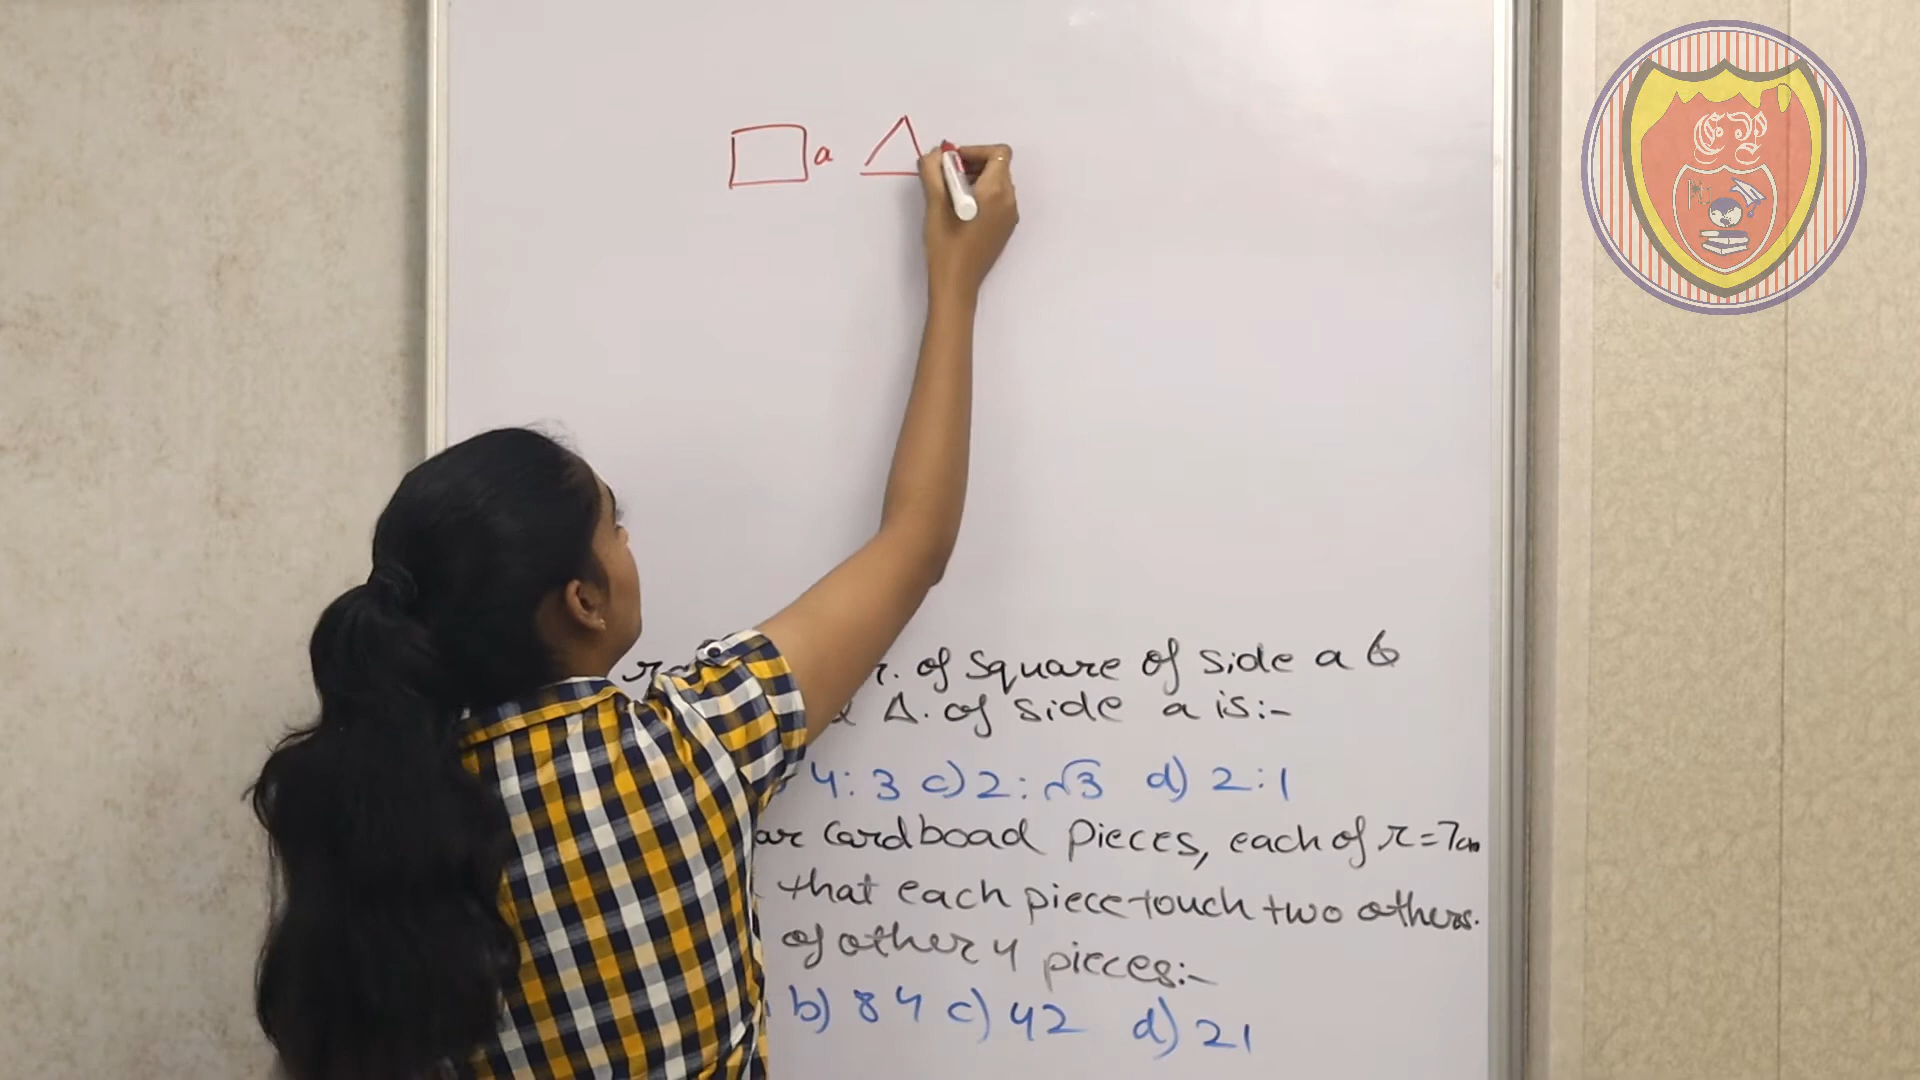 a
r. of square of side a &
Δ. of side a is:-
4:3 c) 2:√3 d) 2:1
ar Cardboad Pieces, each of r=7cm
that each piece touch two others.
of other 4 pieces:-
b) 84 c) 42 d) 21